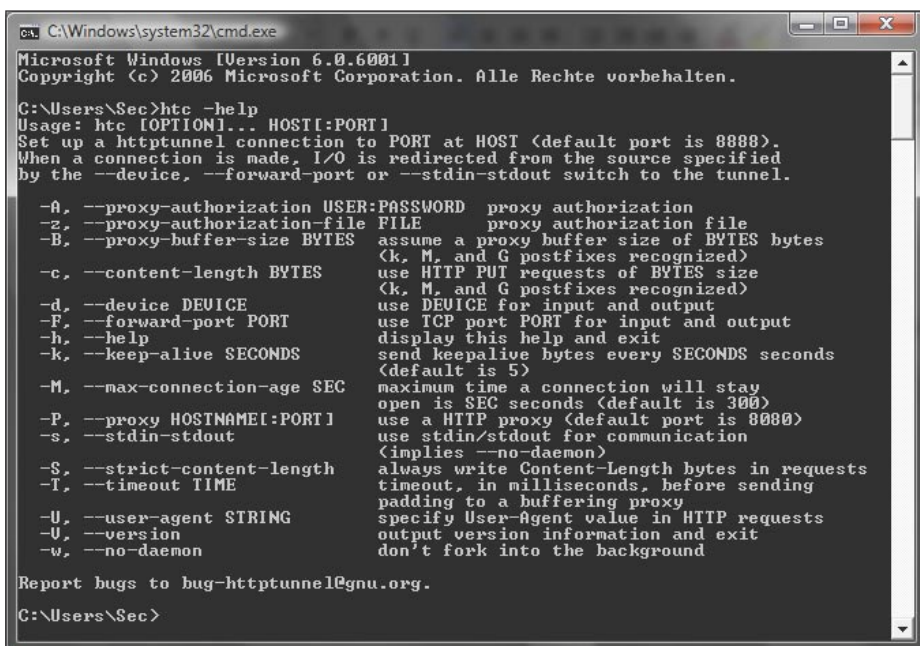 C:\Windows\system32\cmd.exe
Microsoft Windows [Version 6.0.6001]
Copyright (c) 2006 Microsoft Corporation. Alle Rechte vorbehalten.
C:\Users\Sec>htc -help
Usage: htc [OPTION]... HOST[:PORT]
Set up a httptunnel connection to PORT at HOST (default port is 8888).
When a connection is made, I/O is redirected from the source specified
by the --device, --forward-port or --stdin-stdout switch to the tunnel.
-A, --proxy-authorization USER:PASSWORD proxy authorization
-z, --proxy-authorization-file FILE proxy authorization file
-B, --proxy-buffer-size BYTES assume a proxy buffer size of BYTES bytes
(k, M, and G postfixes recognized)
-c, --content-length BYTES use HTTP PUT requests of BYTES size
(k, M, and G postfixes recognized)
-d, --device DEVICE use DEVICE for input and output
-F, --forward-port PORT use TCP port PORT for input and output
-h, --help display this help and exit
-k, --keep-alive SECONDS send keepalive bytes every SECONDS seconds
(default is 5)
-M, --max-connection-age SEC maximum time a connection will stay
open is SEC seconds (default is 300)
-P, --proxy HOSTNAME[:PORT] use a HTTP proxy (default port is 8080)
-s, --stdin-stdout use stdin/stdout for communication
(implies --no-daemon)
-S, --strict-content-length always write Content-Length bytes in requests
-T, --timeout TIME timeout, in milliseconds, before sending
padding to a buffering proxy
-U, --user-agent STRING specify User-Agent value in HTTP requests
-V, --version output version information and exit
-w, --no-daemon don't fork into the background
Report bugs to bug-httptunnel@gnu.org.
C:\Users\Sec>